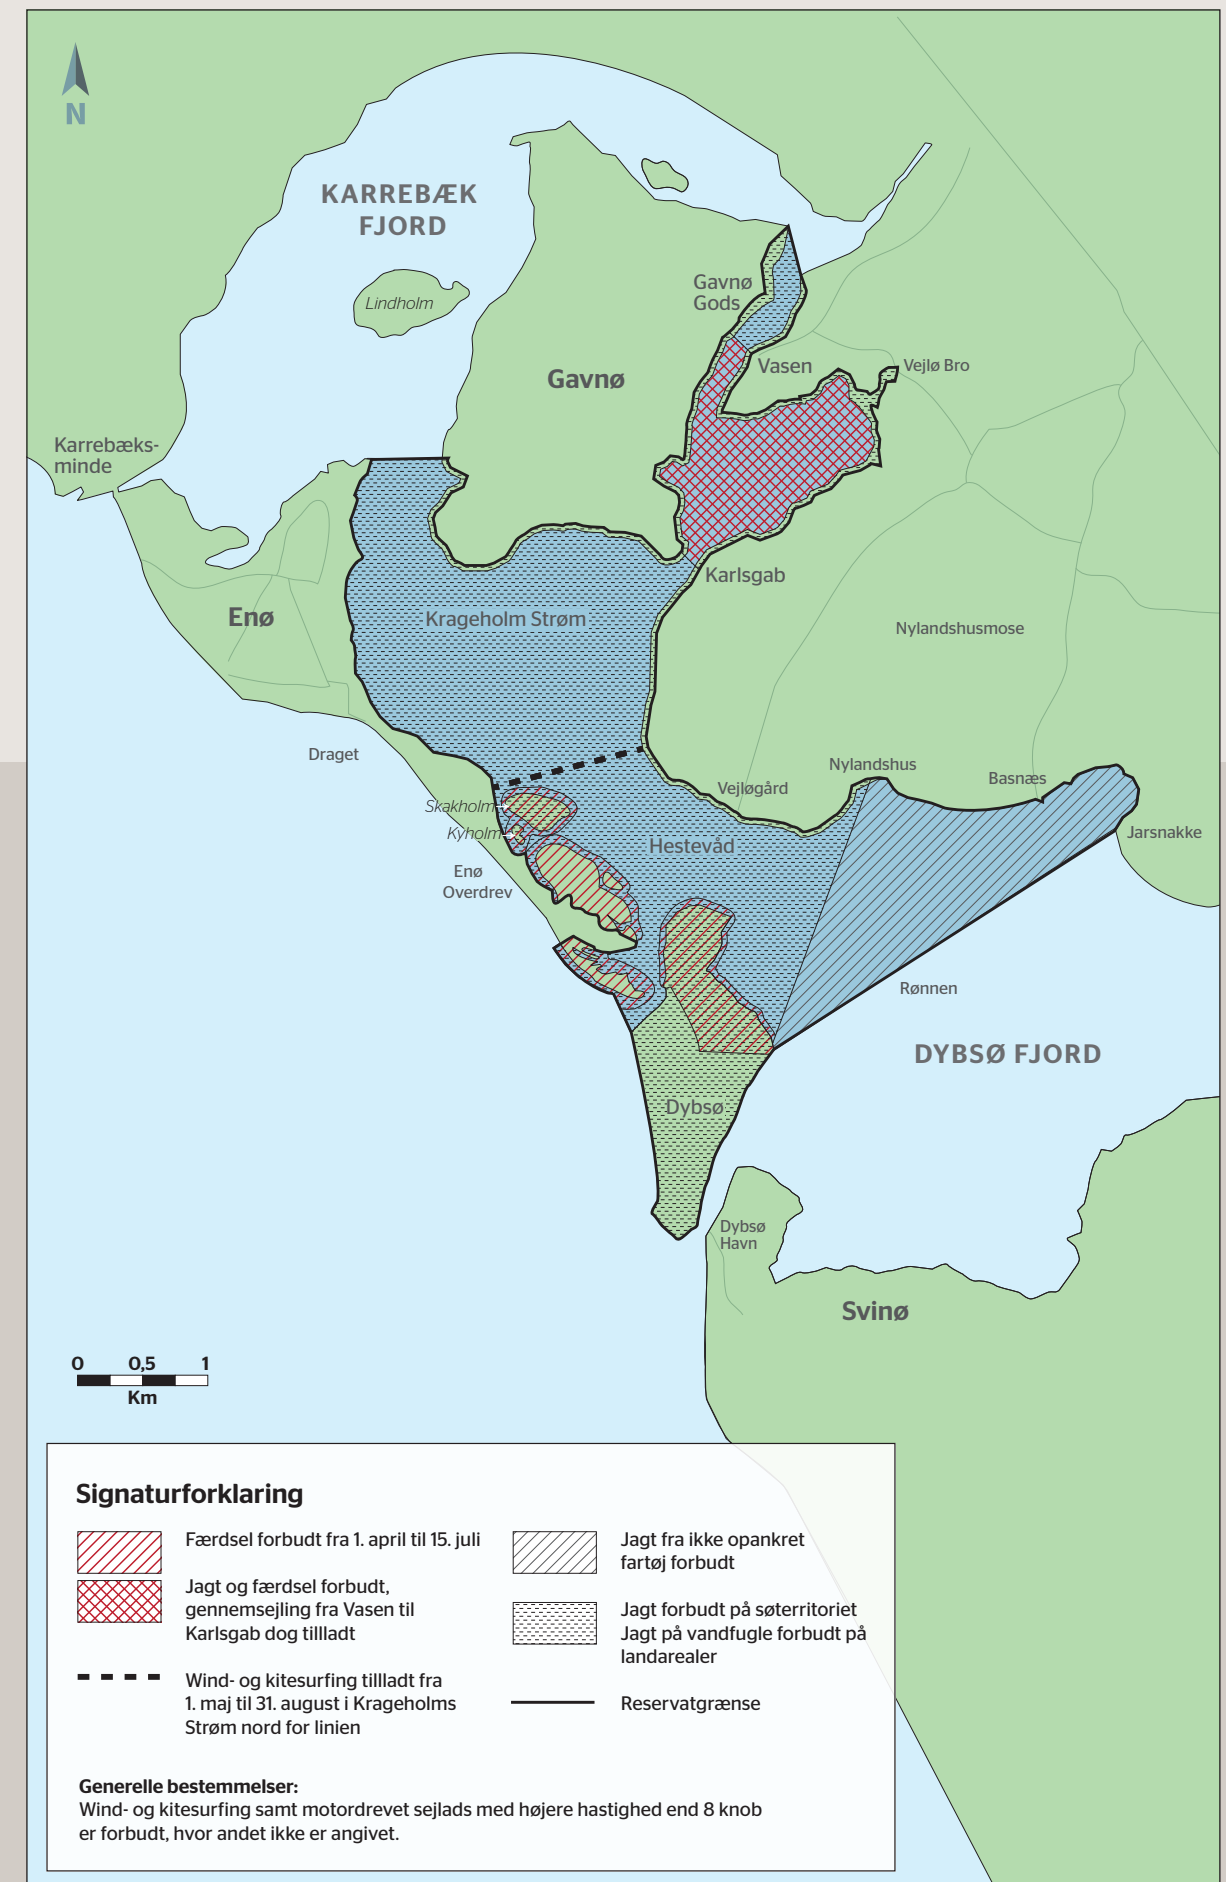 N
KARREBÆK
FJORD
Lindholm
Gavnø
Gods
Gavnø
Vasen
Vejlø Bro
Karrebæks-
minde
Karlsgab
Enø
Krageholm Strøm
Nylandshusmose
Draget
Nylandshus
Basnæs
Vejløgård
Skakholm
Kyholm
Hestevåd
Jarsnakke
Enø
Overdrev
Rønnen
DYBSØ FJORD
Dybsø
Dybsø
Havn
Svinø
0 0,5 1
Km
Signaturforklaring
Færdsel forbudt fra 1. april til 15. juli
Jagt og færdsel forbudt,
gennemsejling fra Vasen til
Karlsgab dog tillladt
Wind- og kitesurfing tillladt fra
1. maj til 31. august i Krageholms
Strøm nord for linien
Jagt fra ikke opankret
fartøj forbudt
Jagt forbudt på søterritoriet
Jagt på vandfugle forbudt på
landarealer
Reservatgrænse
Generelle bestemmelser:
Wind- og kitesurfing samt motordrevet sejlads med højere hastighed end 8 knob
er forbudt, hvor andet ikke er angivet.